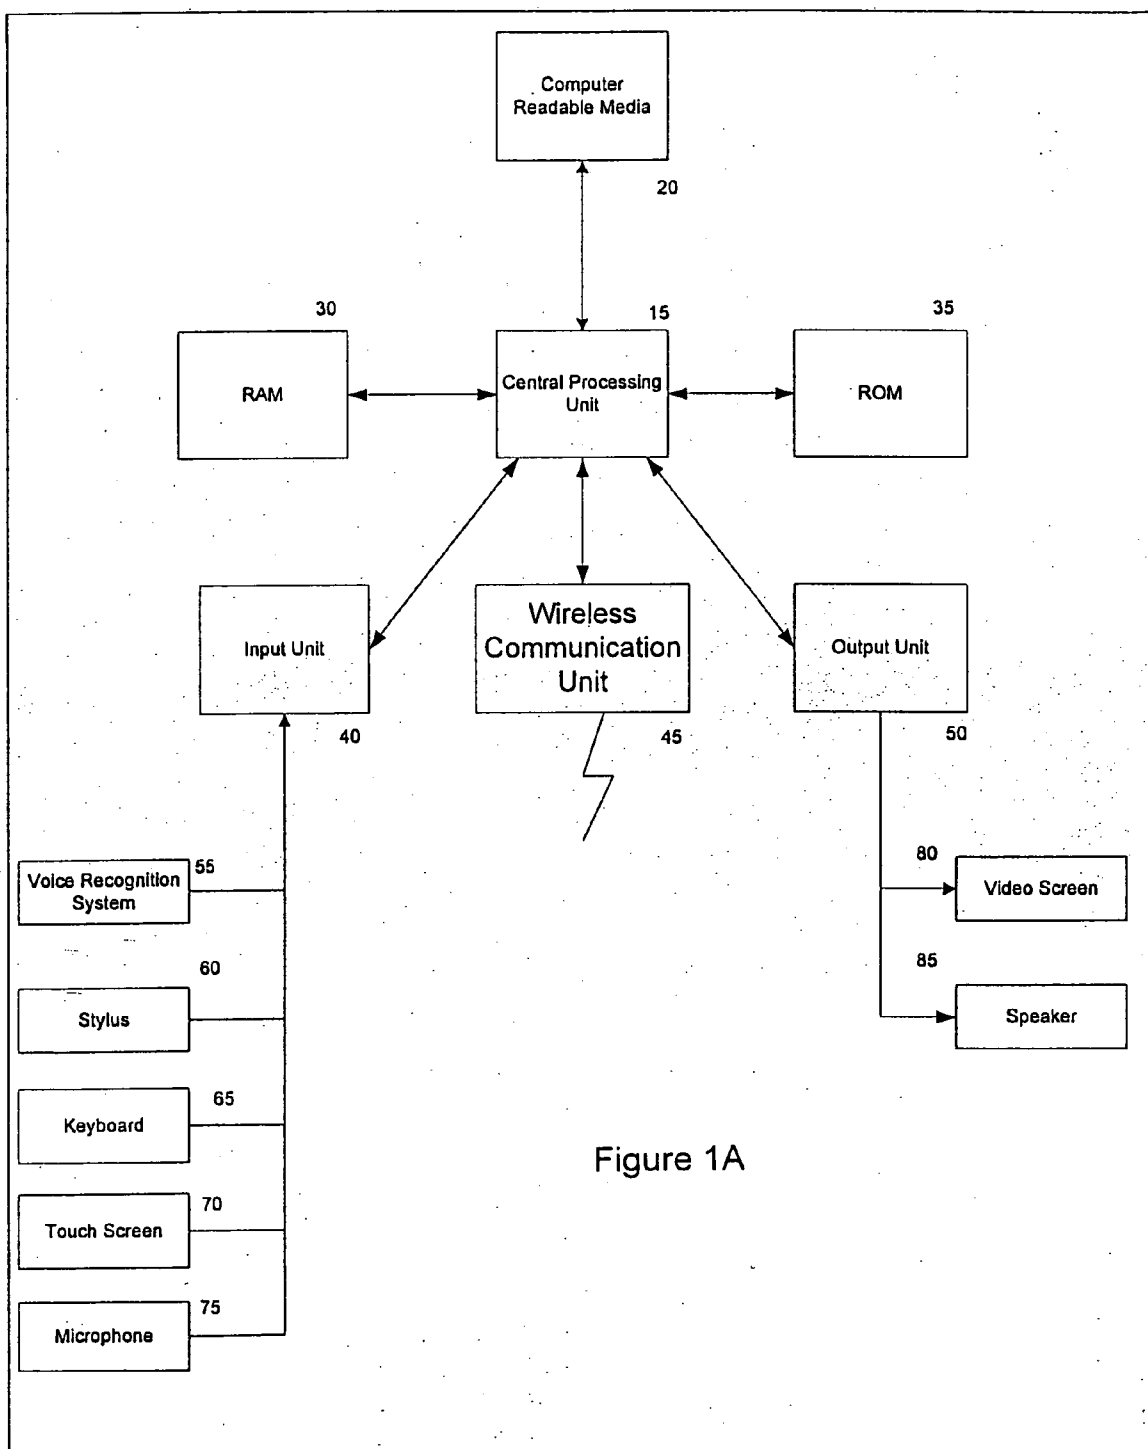 Computer
Readable Media
20
30
15
35
RAM
Central Processing
Unit
ROM
Input Unit
Wireless
Communication
Unit
Output Unit
40
45
50
55
Voice Recognition
System
80
Video Screen
60
Stylus
85
Speaker
65
Keyboard
Figure 1A
70
Touch Screen
75
Microphone